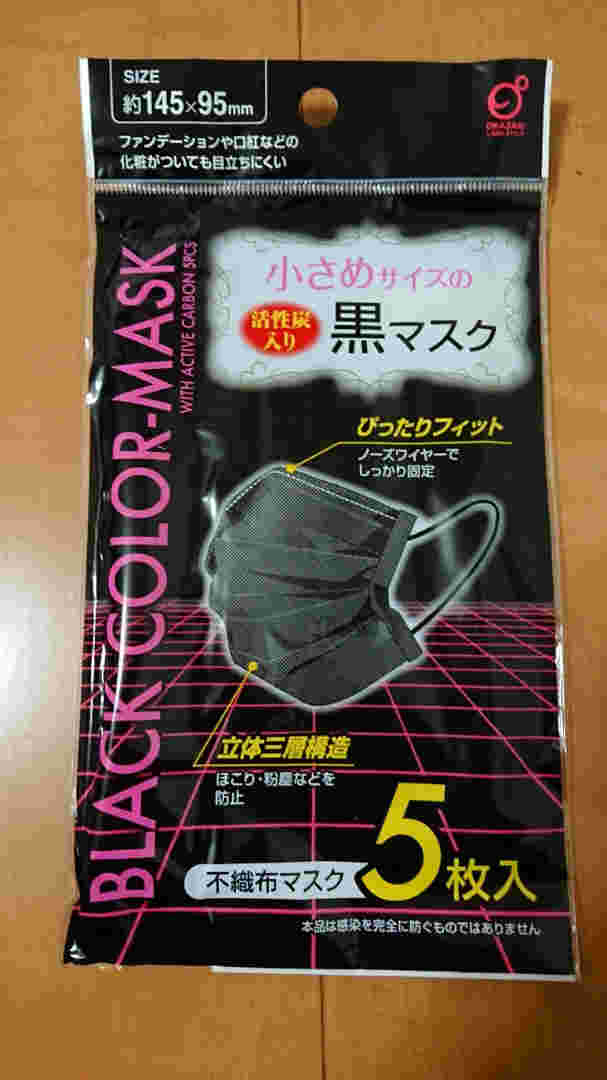 SIZE
約145×95mm
ファンデーションや口紅などの
化粧がついても目立ちにくい
OKAZAKI
BLACK COLOR-MASK
WITH ACTIVE CARBON 5PCS
小さめサイズの
活性炭
入り
黒マスク
ぴったりフィット
ノーズワイヤーで
しっかり固定
立体三層構造
ほこり・粉塵などを
防止
不織布マスク
5枚入
本品は感染を完全に防ぐものではありません